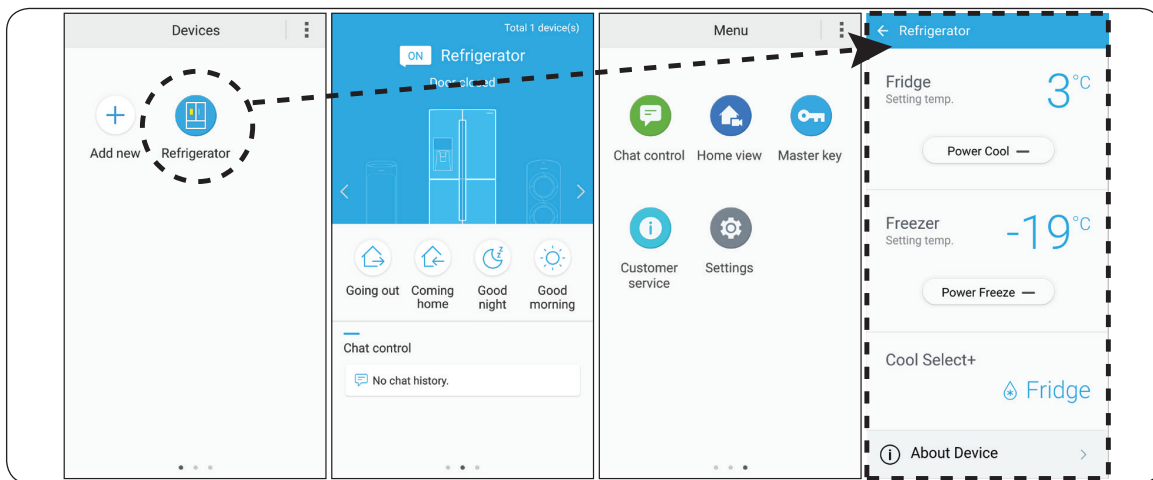 Devices
Add new
Refrigerator
Total 1 device(s)
ON Refrigerator
Door closed
Going out
Coming
home
Good
night
Good
morning
Chat control
No chat history.
Menu
Chat control
Home view
Master key
Customer
service
Settings
Refrigerator
Fridge
Setting temp.
3°C
Power Cool —
Freezer
Setting temp.
-19°C
Power Freeze —
Cool Select+
Fridge
About Device